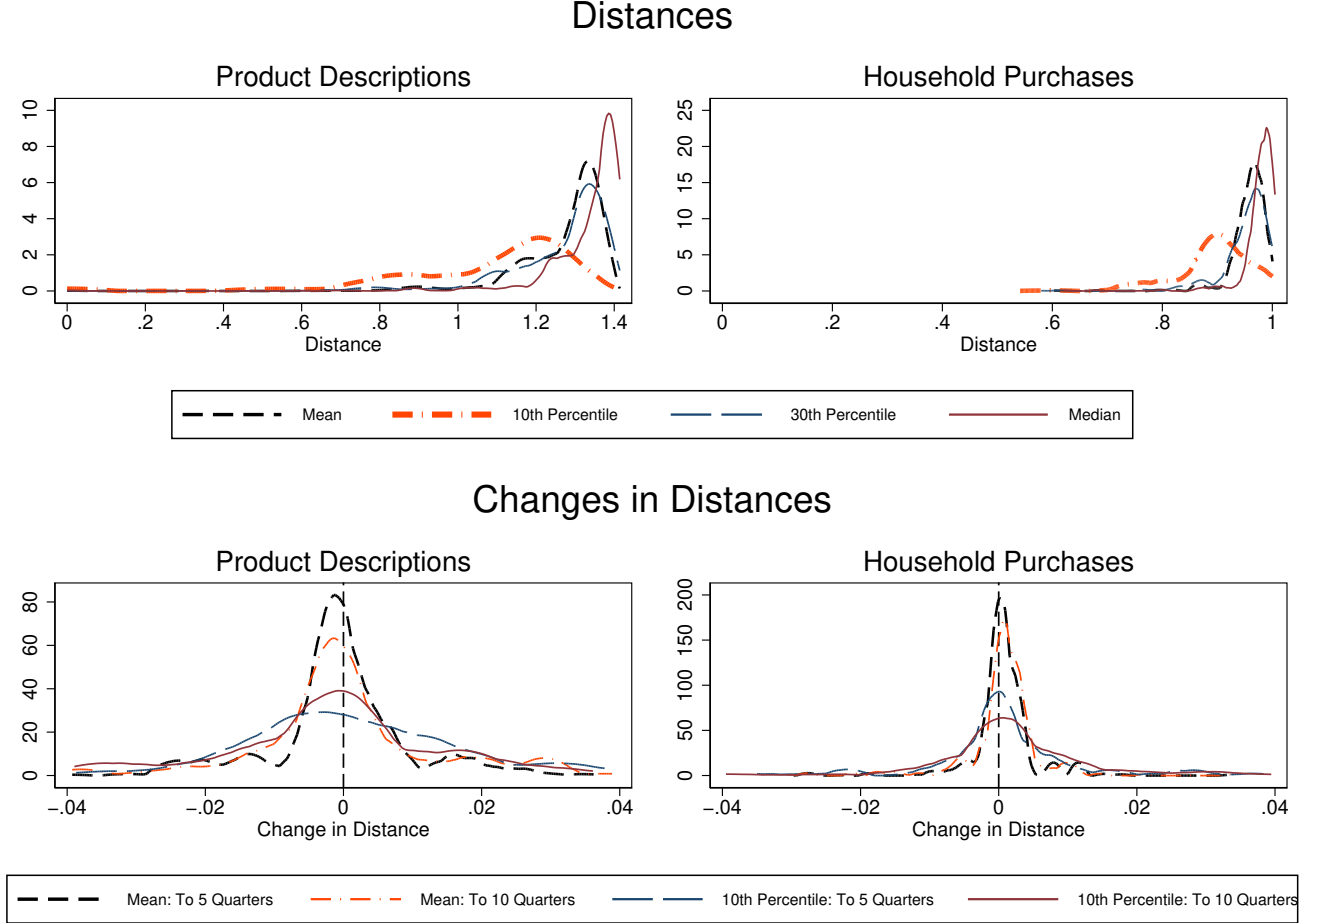 Distances
Product Descriptions
Household Purchases
10
8
6
4
2
0
0 .2 .4 .6 .8 1 1.2 1.4
Distance
25
20
15
10
5
0
0 .2 .4 .6 .8 1
Distance
Mean 10th Percentile 30th Percentile Median
Changes in Distances
Product Descriptions
Household Purchases
80
60
40
20
0
−.04 −.02 0 .02 .04
Change in Distance
200
150
100
50
0
−.04 −.02 0 .02 .04
Change in Distance
Mean: To 5 Quarters Mean: To 10 Quarters 10th Percentile: To 5 Quarters 10th Percentile: To 10 Quarters